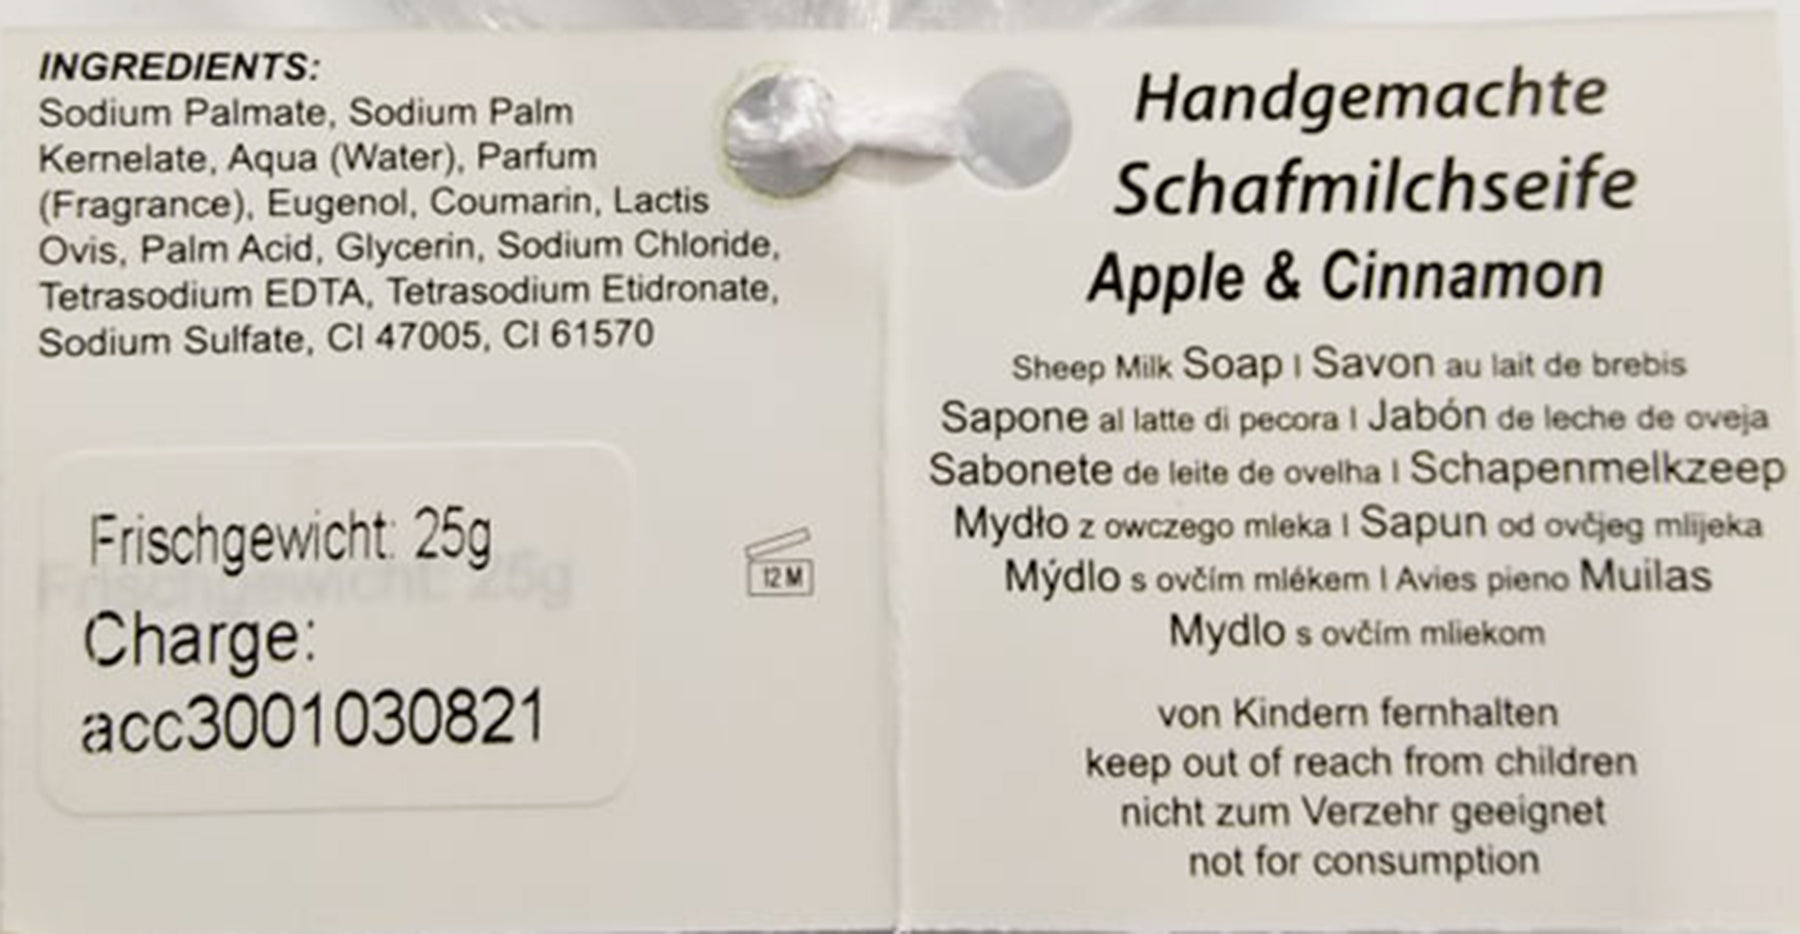 INGREDIENTS:
Sodium Palmate, Sodium Palm
Kernelate, Aqua (Water), Parfum
(Fragrance), Eugenol, Coumarin, Lactis
Ovis, Palm Acid, Glycerin, Sodium Chloride,
Tetrasodium EDTA, Tetrasodium Etidronate,
Sodium Sulfate, CI 47005, CI 61570
Frischgewicht: 25g
Frischgewicht: 25g
Charge:
acc3001030821
12 M
Handgemachte
Schafmilchseife
Apple & Cinnamon
Sheep Milk Soap I Savon au lait de brebis
Sapone al latte di pecora I Jabón de leche de oveja
Sabonete de leite de ovelha I Schapenmelkzeep
Mydło z owczego mleka I Sapun od ovčjeg mlijeka
Mýdlo s ovčím mlékem I Avies pieno Muilas
Mydlo s ovčím mliekom
von Kindern fernhalten
keep out of reach from children
nicht zum Verzehr geeignet
not for consumption